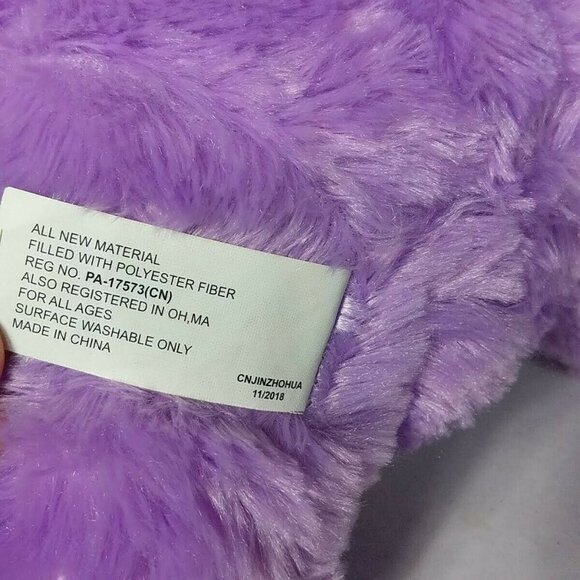 ALL NEW MATERIAL
FILLED WITH POLYESTER FIBER
REG NO. PA-17573(CN)
ALSO REGISTERED IN OH,MA
FOR ALL AGES
SURFACE WASHABLE ONLY
MADE IN CHINA
CNJINZHOHUA
11/2018